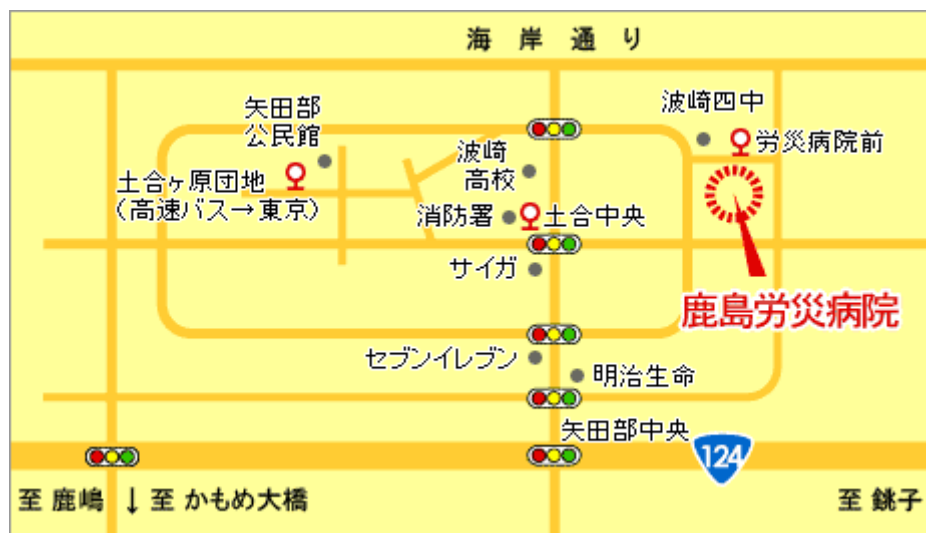 海岸通り
矢田部
公民館
波崎四中
労災病院前
波崎
高校
土合ヶ原団地
(高速バス→東京)
消防署
土合中央
サイガ
鹿島労災病院
セブンイレブン
明治生命
矢田部中央
124
至 鹿嶋
↓至 かもめ大橋
至 銚子